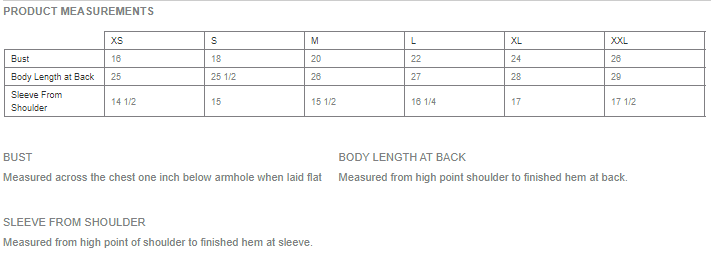 PRODUCT MEASUREMENTS
XS S M L XL XXL
Bust 16 18 20 22 24 26
Body Length at Back 25 25 1/2 26 27 28 29
Sleeve From
Shoulder 14 1/2 15 15 1/2 16 1/4 17 17 1/2
BUST BODY LENGTH AT BACK
Measured across the chest one inch below armhole when laid flat Measured from high point shoulder to finished hem at back.
SLEEVE FROM SHOULDER
Measured from high point of shoulder to finished hem at sleeve.